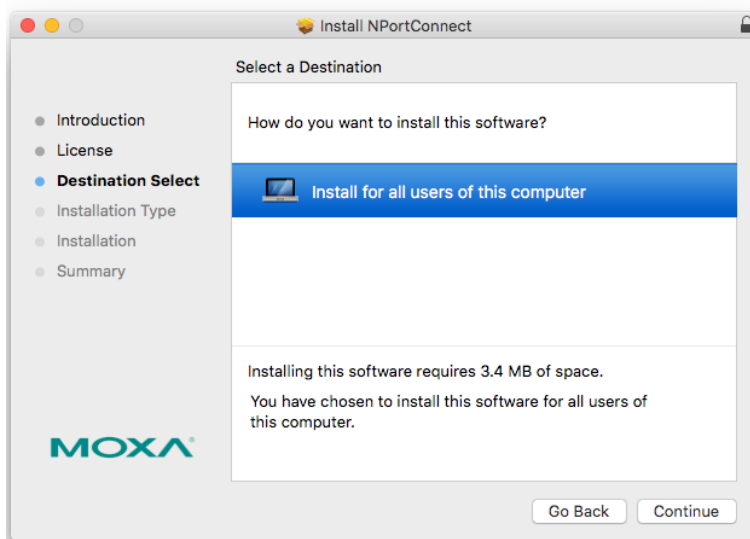 Install NPortConnect
Select a Destination
Introduction
License
Destination Select
Installation Type
Installation
Summary
How do you want to install this software?
Install for all users of this computer
Installing this software requires 3.4 MB of space.
You have chosen to install this software for all users of
this computer.
MOXA®
Go Back
Continue